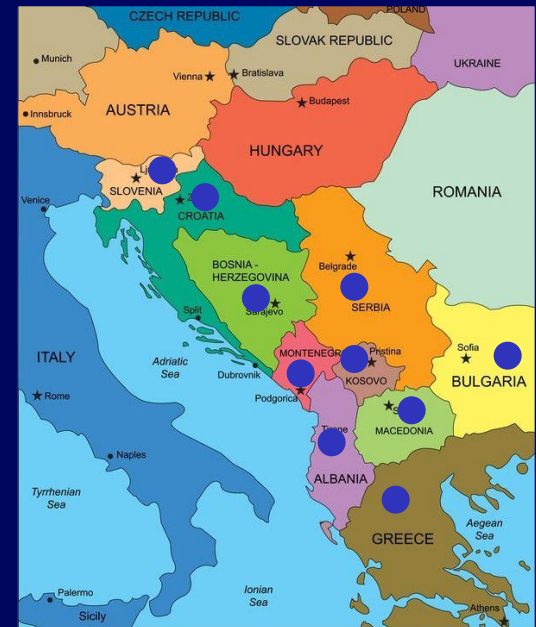 CZECH REPUBLIC
POLAND
SLOVAK REPUBLIC
Munich
UKRAINE
Vienna
Bratislava
Budapest
Innsbruck
AUSTRIA
HUNGARY
SLOVENIA
ROMANIA
Venice
CROATIA
BOSNIA -
HERZEGOVINA
Belgrade
Sarajevo
SERBIA
Split
ITALY
Adriatic
Sea
MONTENEGR
Pristina
Sofia
KOSOVO
BULGARIA
Dubrovnik
Podgorica
Rome
MACEDONIA
Tirane
Naples
ALBANIA
Tyrrhenian
Sea
Aegean
Sea
GREECE
Ionian
Sea
Palermo
Athens
Sicily